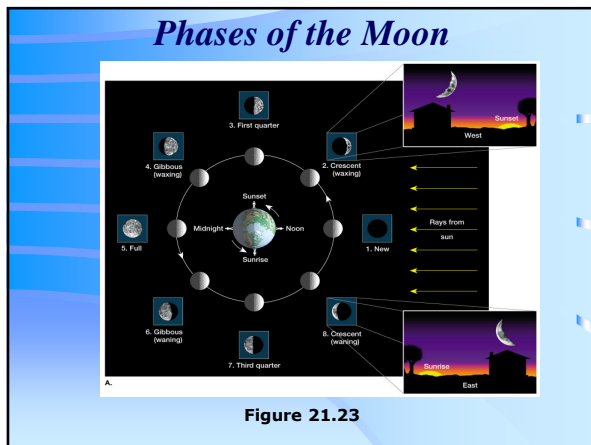 Phases of the Moon
3. First quarter
4. Gibbous
(waxing)
2. Crescent
(waxing)
Sunset
West
Sunset
Midnight
Noon
Sunrise
5. Full
1. New
Rays from
sun
6. Gibbous
(waning)
7. Third quarter
8. Crescent
(waning)
Sunrise
East
A.
Figure 21.23